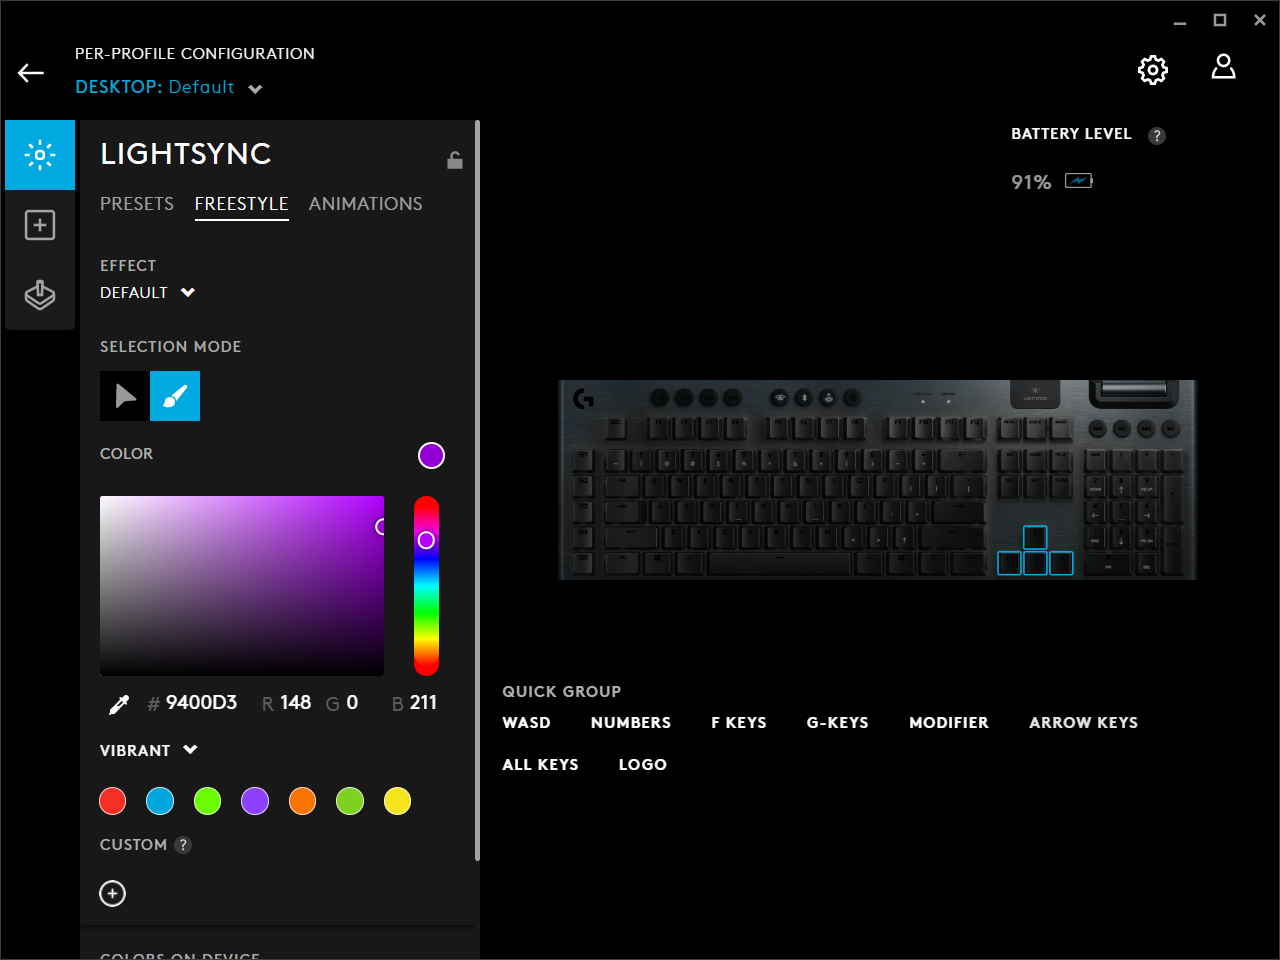 PER-PROFILE CONFIGURATION
DESKTOP: Default
BATTERY LEVEL ?
91%
LIGHTSYNC
PRESETS FREESTYLE ANIMATIONS
EFFECT
DEFAULT
SELECTION MODE
COLOR
# 9400D3 R 148 G 0 B 211
VIBRANT
CUSTOM ?
COLORS ON DEVICE
QUICK GROUP
WASD NUMBERS F KEYS G-KEYS MODIFIER ARROW KEYS
ALL KEYS LOGO